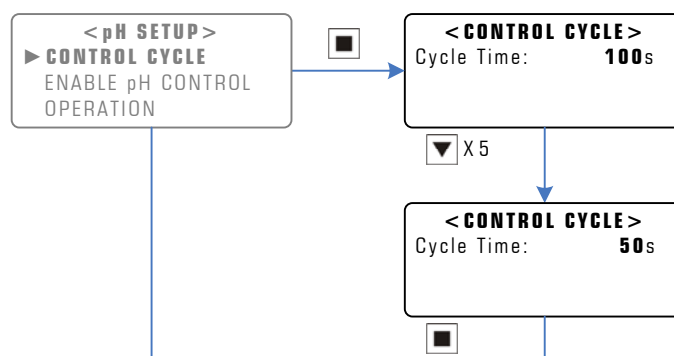 <pH SETUP>
►CONTROL CYCLE
ENABLE pH CONTROL
OPERATION
<CONTROL CYCLE>
Cycle Time: 100s
X 5
<CONTROL CYCLE>
Cycle Time: 50s